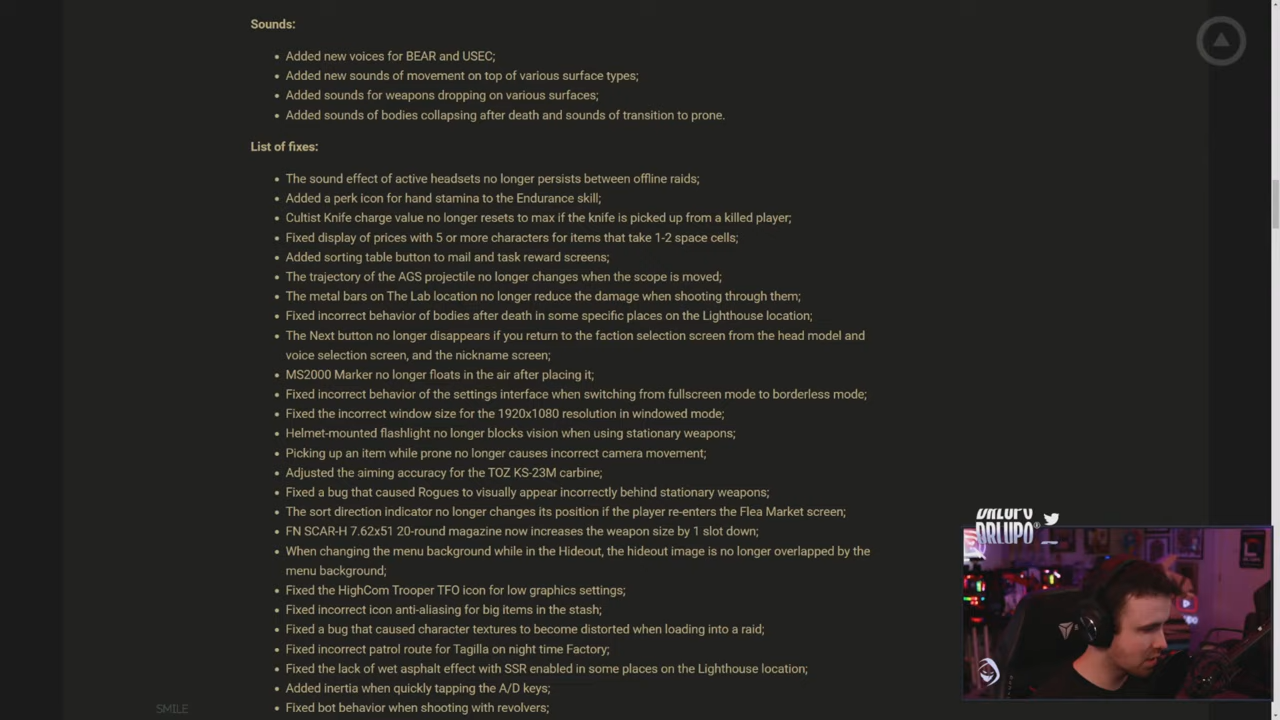 Sounds:
Added new voices for BEAR and USEC;
Added new sounds of movement on top of various surface types;
Added sounds for weapons dropping on various surfaces;
Added sounds of bodies collapsing after death and sounds of transition to prone.
List of fixes:
The sound effect of active headsets no longer persists between offline raids;
Added a perk icon for hand stamina to the Endurance skill;
Cultist Knife charge value no longer resets to max if the knife is picked up from a killed player;
Fixed display of prices with 5 or more characters for items that take 1-2 space cells;
Added sorting table button to mail and task reward screens;
The trajectory of the AGS projectile no longer changes when the scope is moved;
The metal bars on The Lab location no longer reduce the damage when shooting through them;
Fixed incorrect behavior of bodies after death in some specific places on the Lighthouse location;
The Next button no longer disappears if you return to the faction selection screen from the head model and
voice selection screen, and the nickname screen;
MS2000 Marker no longer floats in the air after placing it;
Fixed incorrect behavior of the settings interface when switching from fullscreen mode to borderless mode;
Fixed the incorrect window size for the 1920x1080 resolution in windowed mode;
Helmet-mounted flashlight no longer blocks vision when using stationary weapons;
Picking up an item while prone no longer causes incorrect camera movement;
Adjusted the aiming accuracy for the TOZ KS-23M carbine;
Fixed a bug that caused Rogues to visually appear incorrectly behind stationary weapons;
The sort direction indicator no longer changes its position if the player re-enters the Flea Market screen;
FN SCAR-H 7.62x51 20-round magazine now increases the weapon size by 1 slot down;
When changing the menu background while in the Hideout, the hideout image is no longer overlapped by the
menu background;
Fixed the HighCom Trooper TFO icon for low graphics settings;
Fixed incorrect icon anti-aliasing for big items in the stash;
Fixed a bug that caused character textures to become distorted when loading into a raid;
Fixed incorrect patrol route for Tagilla on night time Factory;
Fixed the lack of wet asphalt effect with SSR enabled in some places on the Lighthouse location;
Added inertia when quickly tapping the A/D keys;
Fixed bot behavior when shooting with revolvers;
SMILE
DRLUPO
DRLUPO